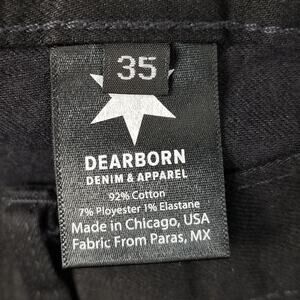 35
DEARBORN
DENIM & APPAREL
92% Cotton
7% Ployester 1% Elastane
Made in Chicago, USA
Fabric From Paras, MX